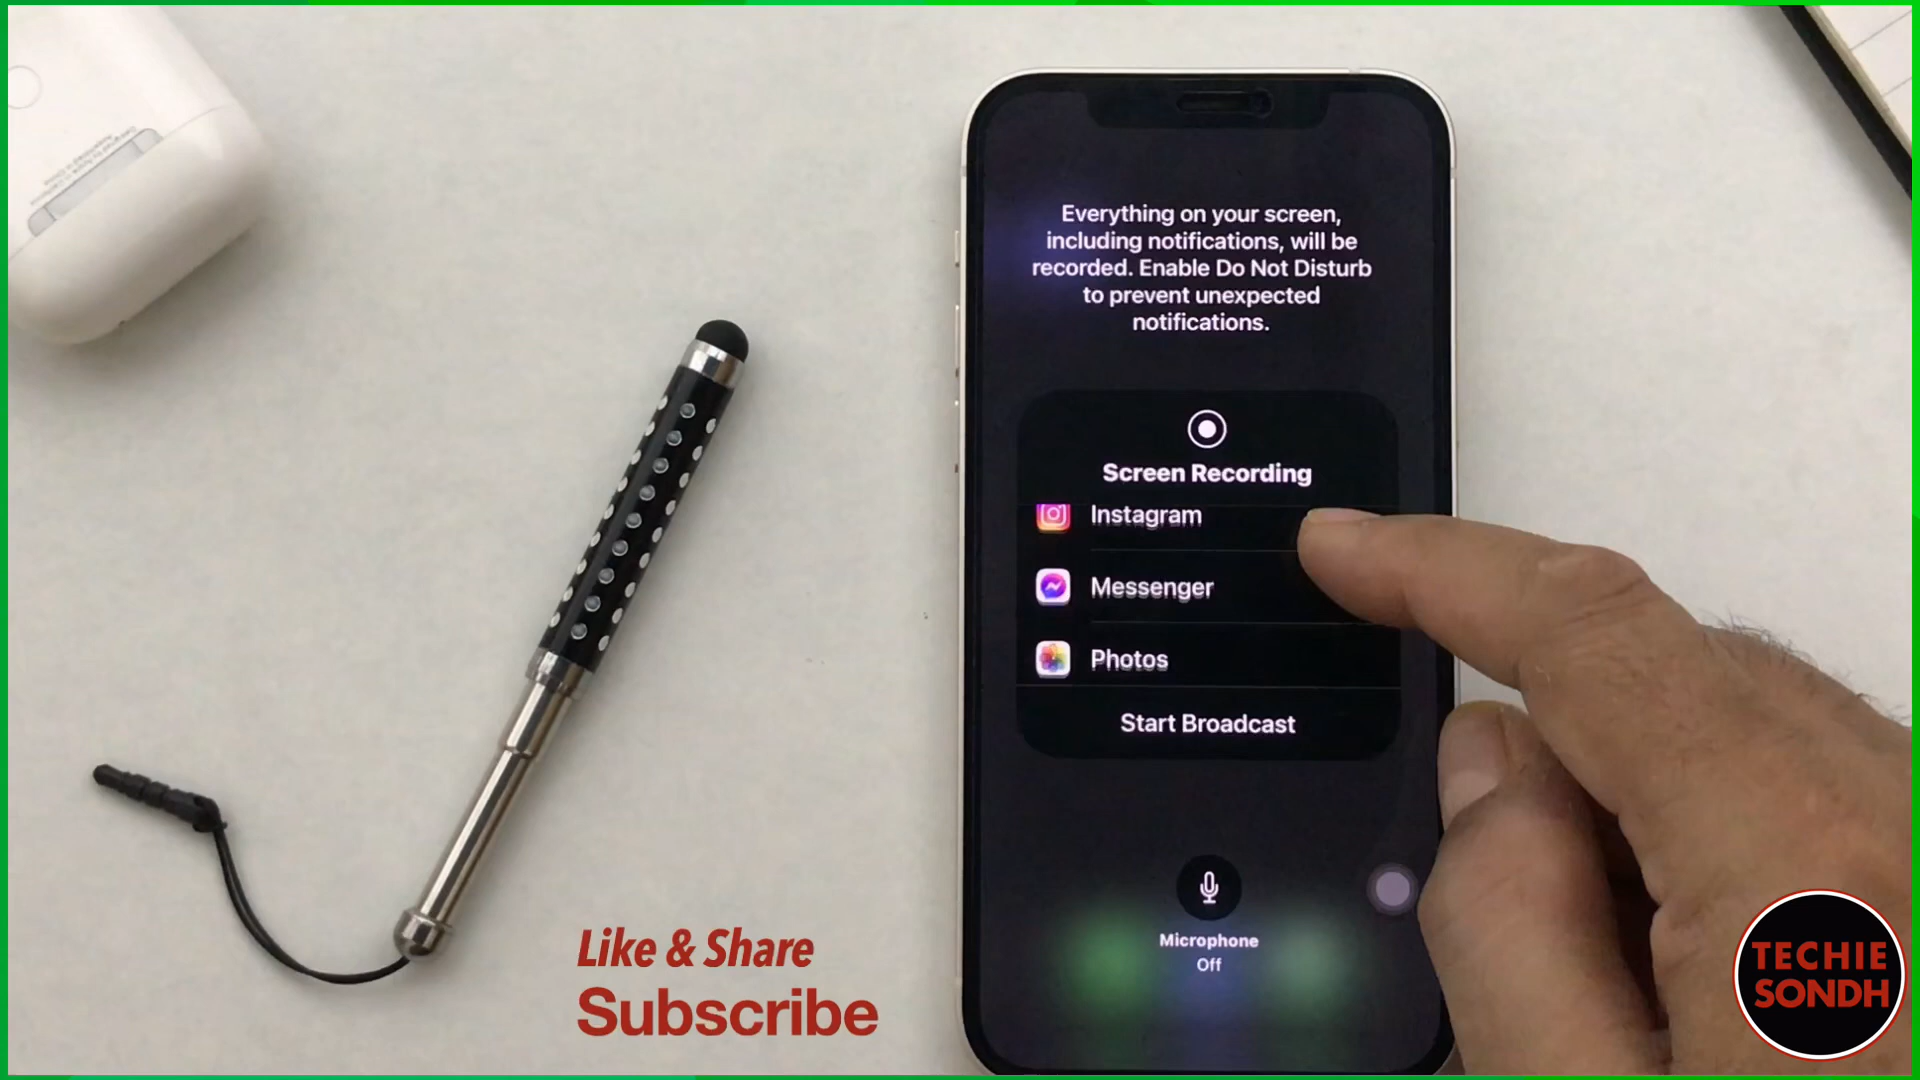 Everything on your screen,
including notifications, will be
recorded. Enable Do Not Disturb
to prevent unexpected
notifications.
Screen Recording
Instagram
Messenger
Photos
Start Broadcast
Microphone
Off
Like & Share
Subscribe
TECHIE
SONDH